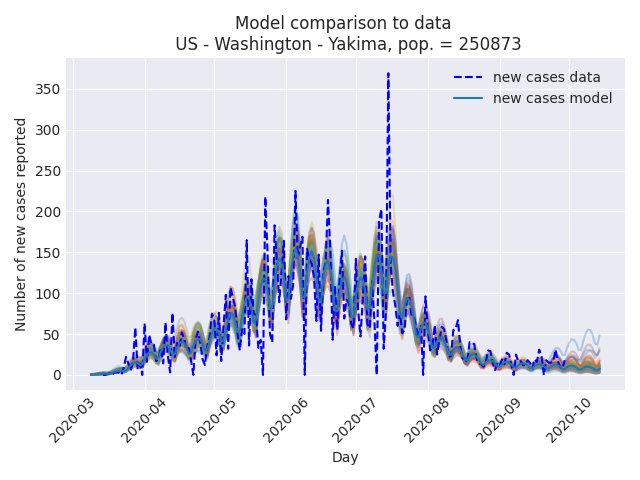 Model comparison to data
US - Washington - Yakima, pop. = 250873
new cases data
new cases model
Number of new cases reported
350
300
250
200
150
100
50
0
2020-03
2020-04
2020-05
2020-06
2020-07
2020-08
2020-09
2020-10
Day